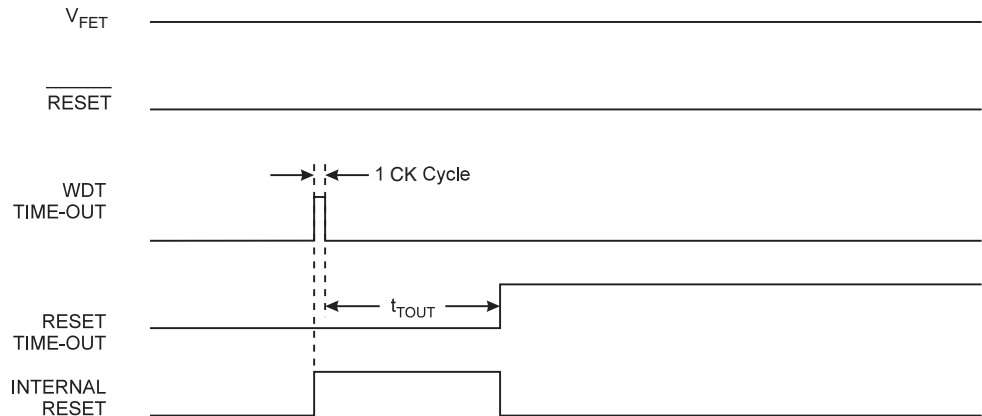 VFET
RESET
1 CK Cycle
WDT
TIME-OUT
tTOUT
RESET
TIME-OUT
INTERNAL
RESET